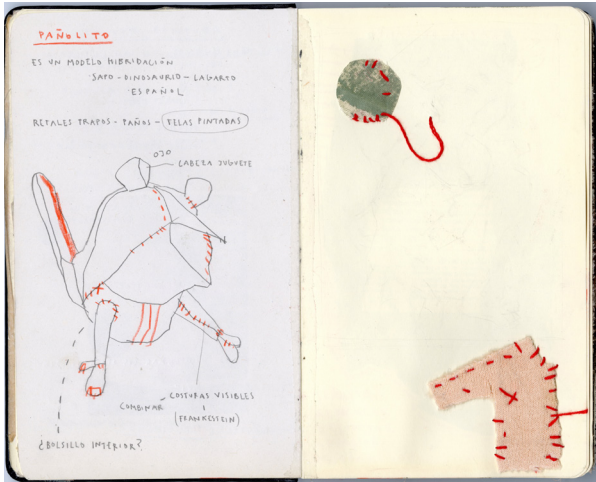 PAÑOLITO
ES UN MODELO HIBRIDACIÓN
SAPO - DINOSAURIO - LAGARTO
ESPAÑOL
RETALES TRAPOS - PAÑOS - TELAS PINTADAS
OJO
CABEZA JUGUETE
COSTURAS VISIBLES
COMBINAR
(FRANKESTEIN)
¿BOLSILLO INTERIOR?